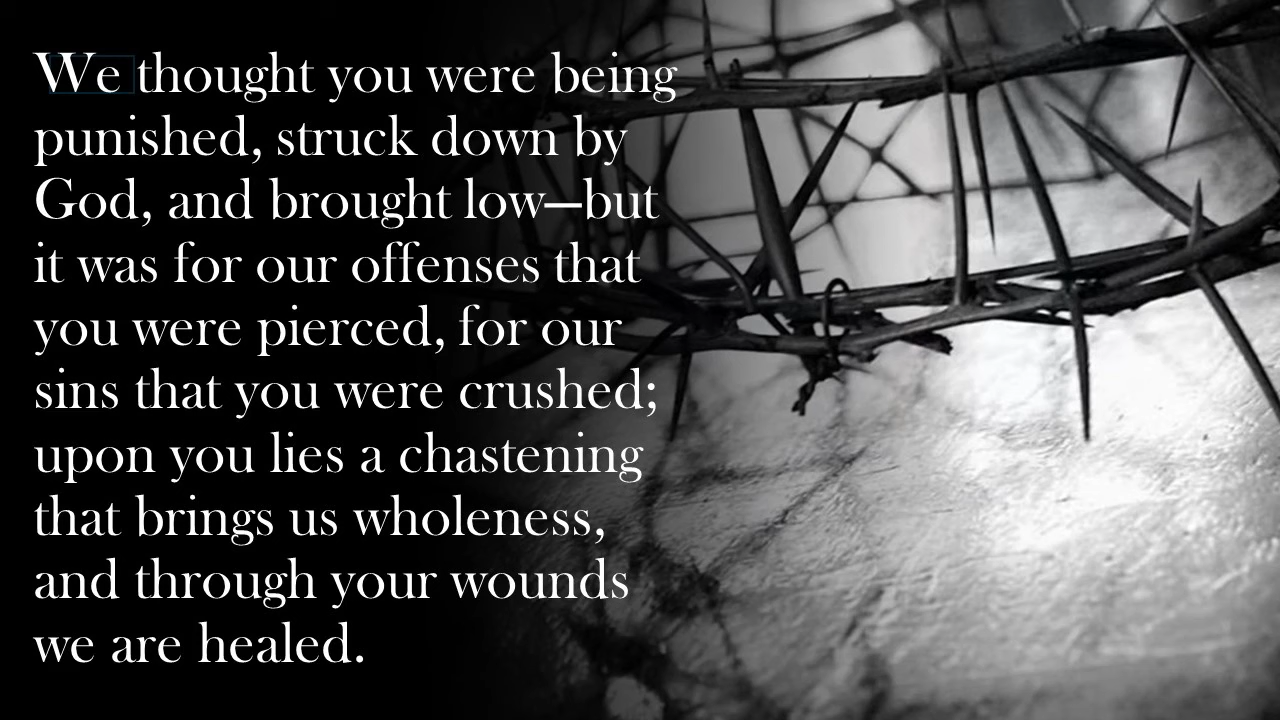 We thought you were being
punished, struck down by
God, and brought low—but
it was for our offenses that
you were pierced, for our
sins that you were crushed;
upon you lies a chastening
that brings us wholeness,
and through your wounds
we are healed.